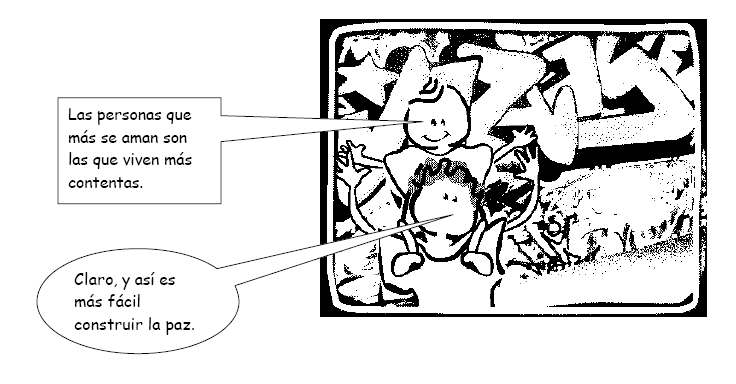 Las personas que
más se aman son
las que viven más
contentas.
Claro, y así es
más fácil
construir la paz.